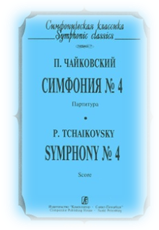 Симфоническая классика
Symphonic classics
П. ЧАЙКОВСКИЙ
СИМФОНИЯ № 4
Партитура
P. TCHAIKOVSKY
SYMPHONY № 4
Score